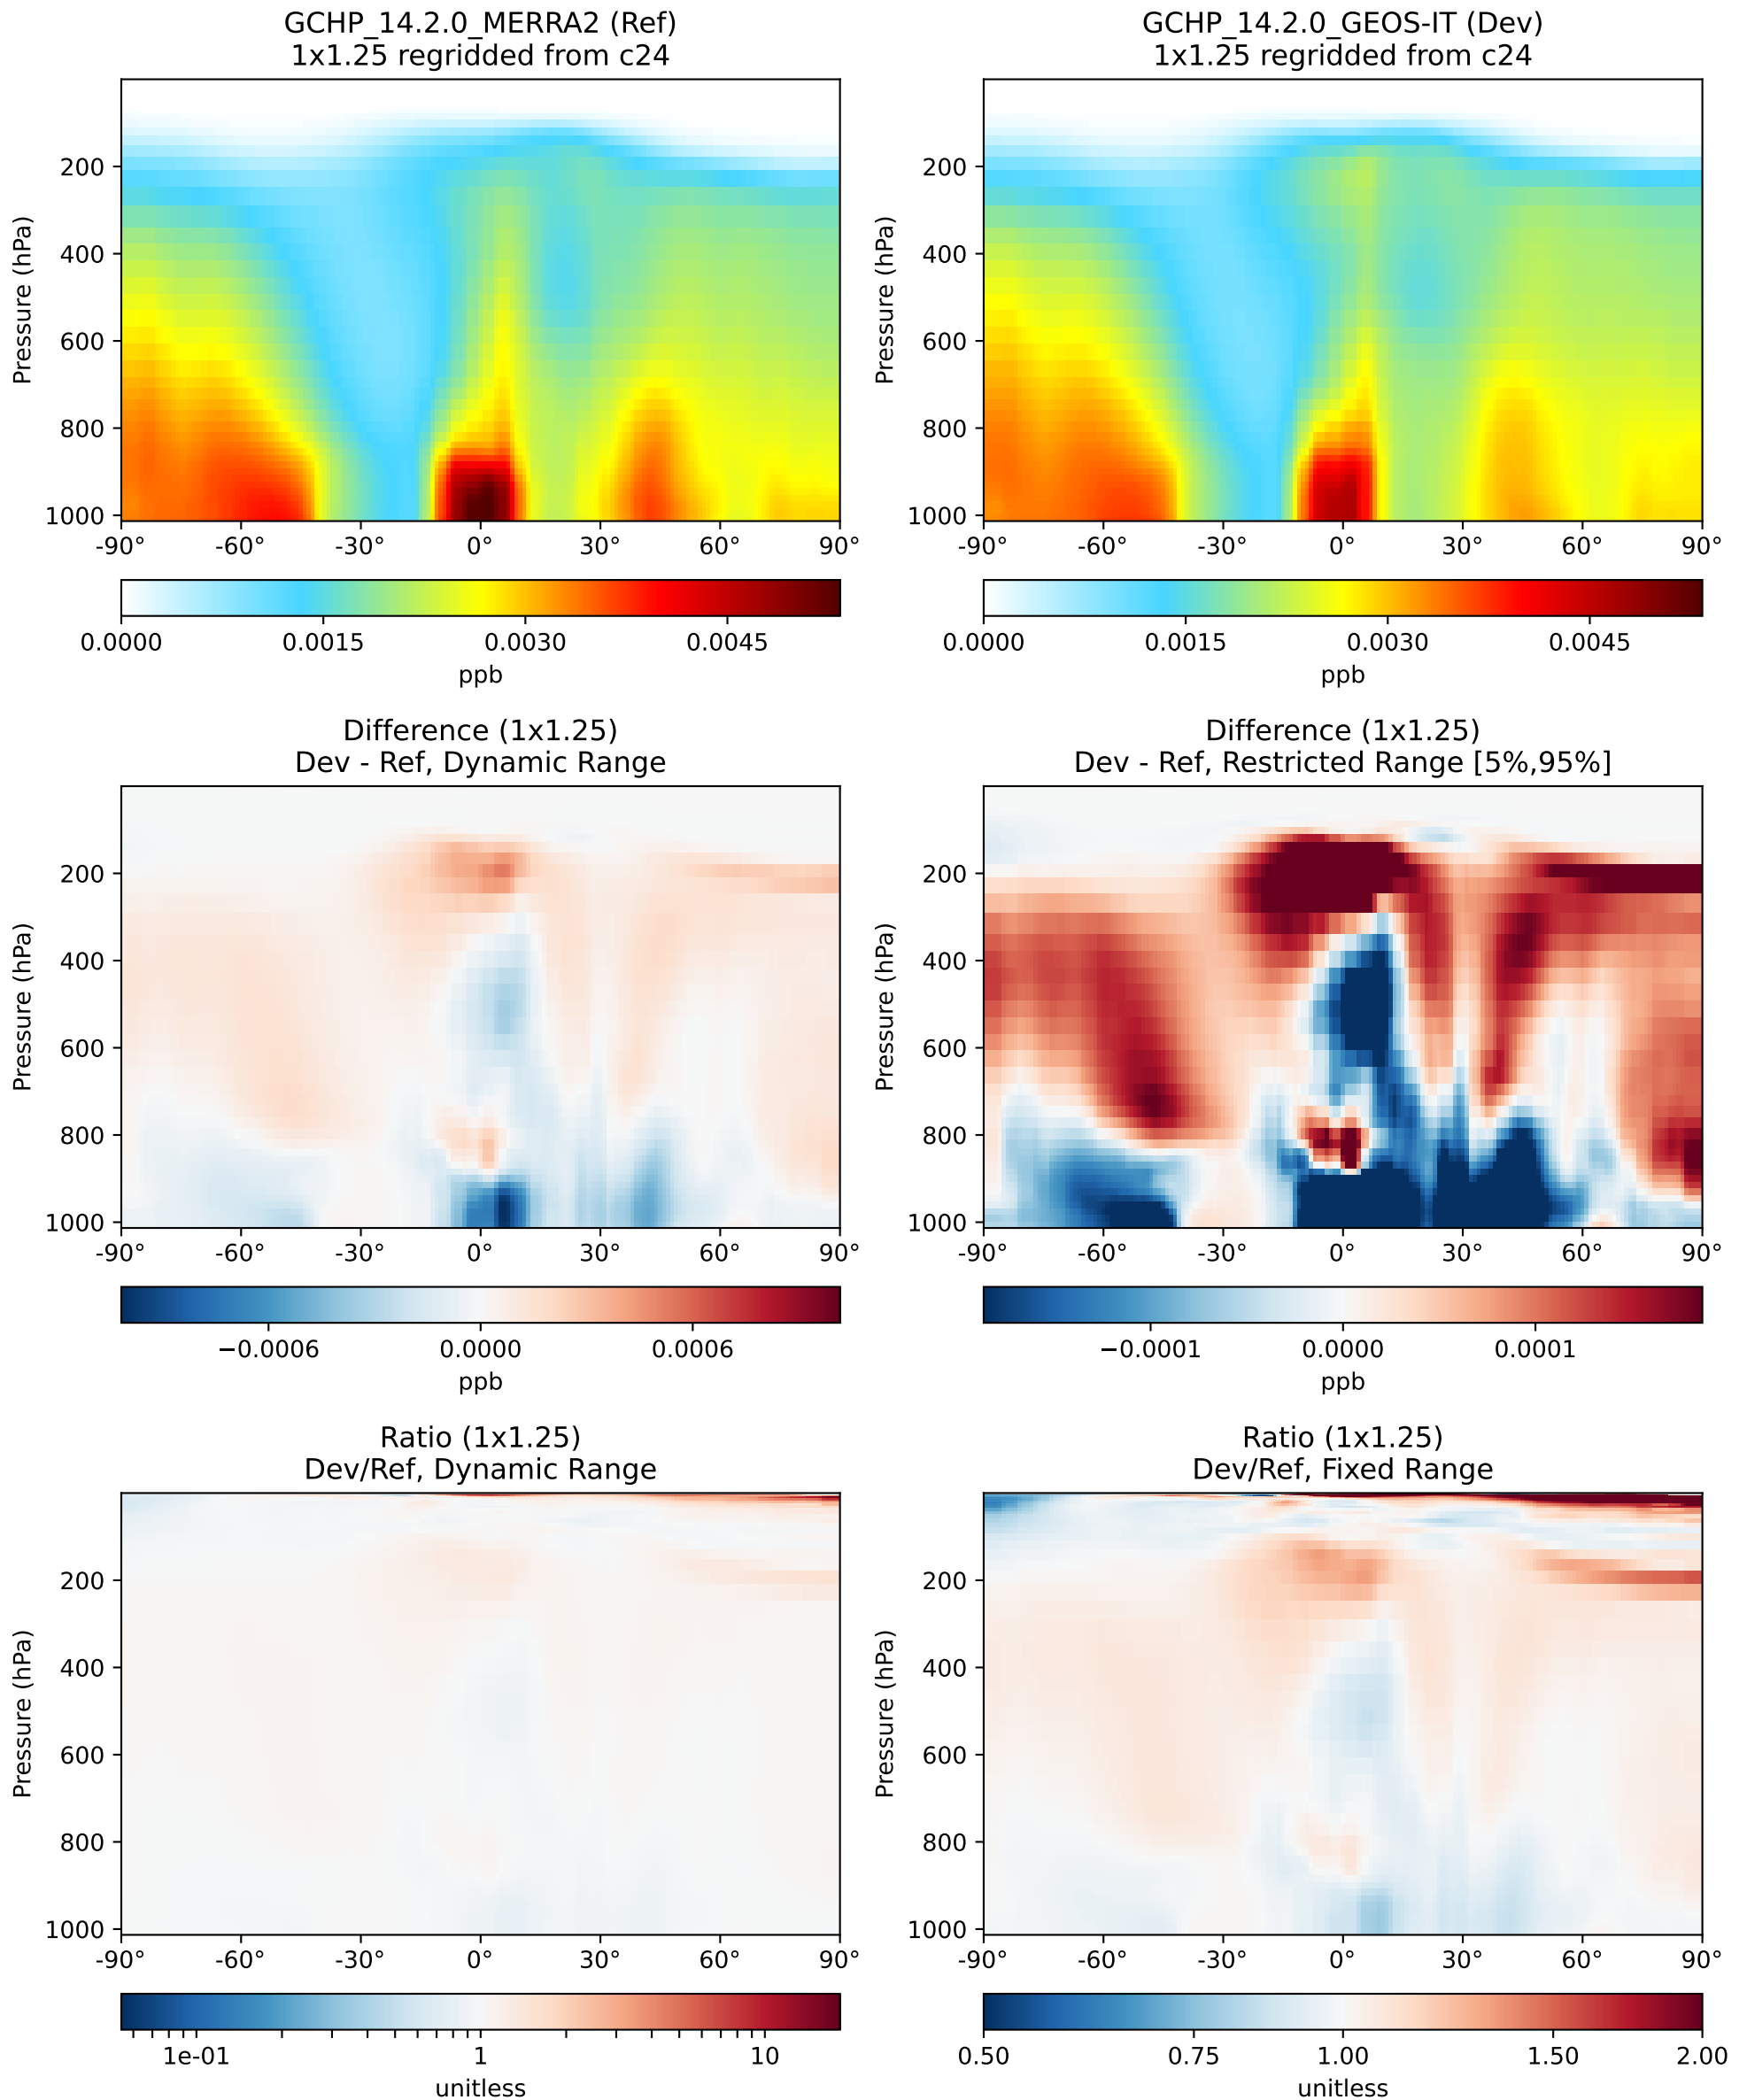 GCHP_14.2.0_MERRA2 (Ref)
1x1.25 regridded from c24
Pressure (hPa)
200
400
600
800
1000
-90° -60° -30° 0° 30° 60° 90°
0.0000 0.0015 0.0030 0.0045
ppb
GCHP_14.2.0_GEOS-IT (Dev)
1x1.25 regridded from c24
Pressure (hPa)
200
400
600
800
1000
-90° -60° -30° 0° 30° 60° 90°
0.0000 0.0015 0.0030 0.0045
ppb
Difference (1x1.25)
Dev - Ref, Dynamic Range
Pressure (hPa)
200
400
600
800
1000
-90° -60° -30° 0° 30° 60° 90°
−0.0006 0.0000 0.0006
ppb
Difference (1x1.25)
Dev - Ref, Restricted Range [5%,95%]
Pressure (hPa)
200
400
600
800
1000
-90° -60° -30° 0° 30° 60° 90°
−0.0001 0.0000 0.0001
ppb
Ratio (1x1.25)
Dev/Ref, Dynamic Range
Pressure (hPa)
200
400
600
800
1000
-90° -60° -30° 0° 30° 60° 90°
1e-01 1 10
unitless
Ratio (1x1.25)
Dev/Ref, Fixed Range
Pressure (hPa)
200
400
600
800
1000
-90° -60° -30° 0° 30° 60° 90°
0.50 0.75 1.00 1.50 2.00
unitless